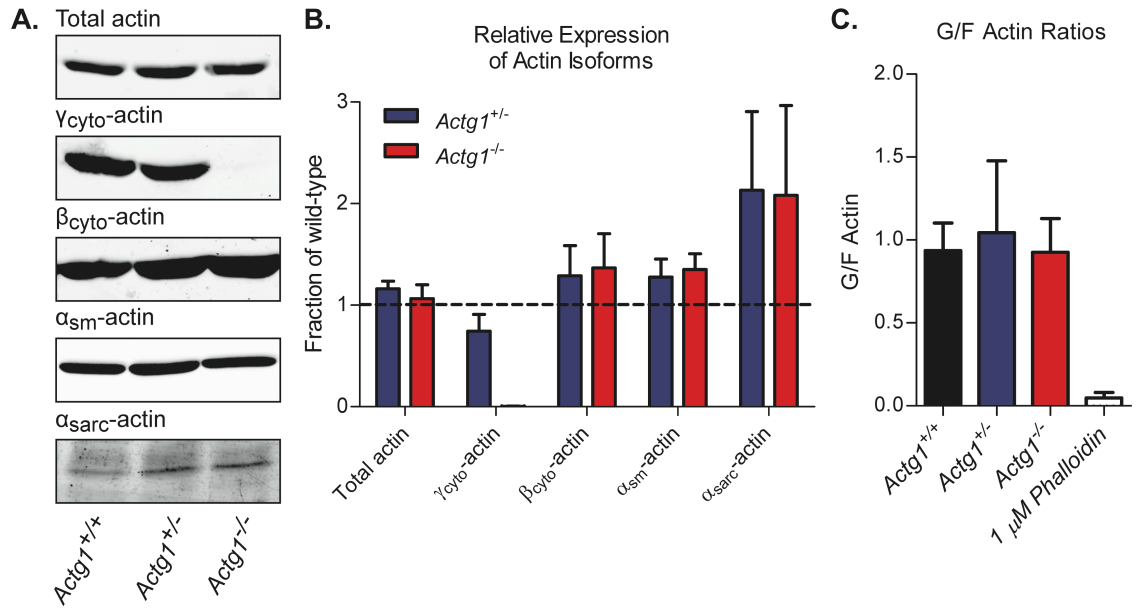 A.
Total actin
γcyto-actin
βcyto-actin
αsm-actin
αsarc-actin
Actg1+/+
Actg1+/-
Actg1-/-
B.
Relative Expression
of Actin Isoforms
Fraction of wild-type
3
2
1
0
Actg1+/-
Actg1-/-
Total actin
γcyto-actin
βcyto-actin
αsm-actin
αsarc-actin
C.
G/F Actin Ratios
G/F Actin
2.0
1.5
1.0
0.5
0.0
Actg1+/+
Actg1+/-
Actg1-/-
1 µM Phalloidin